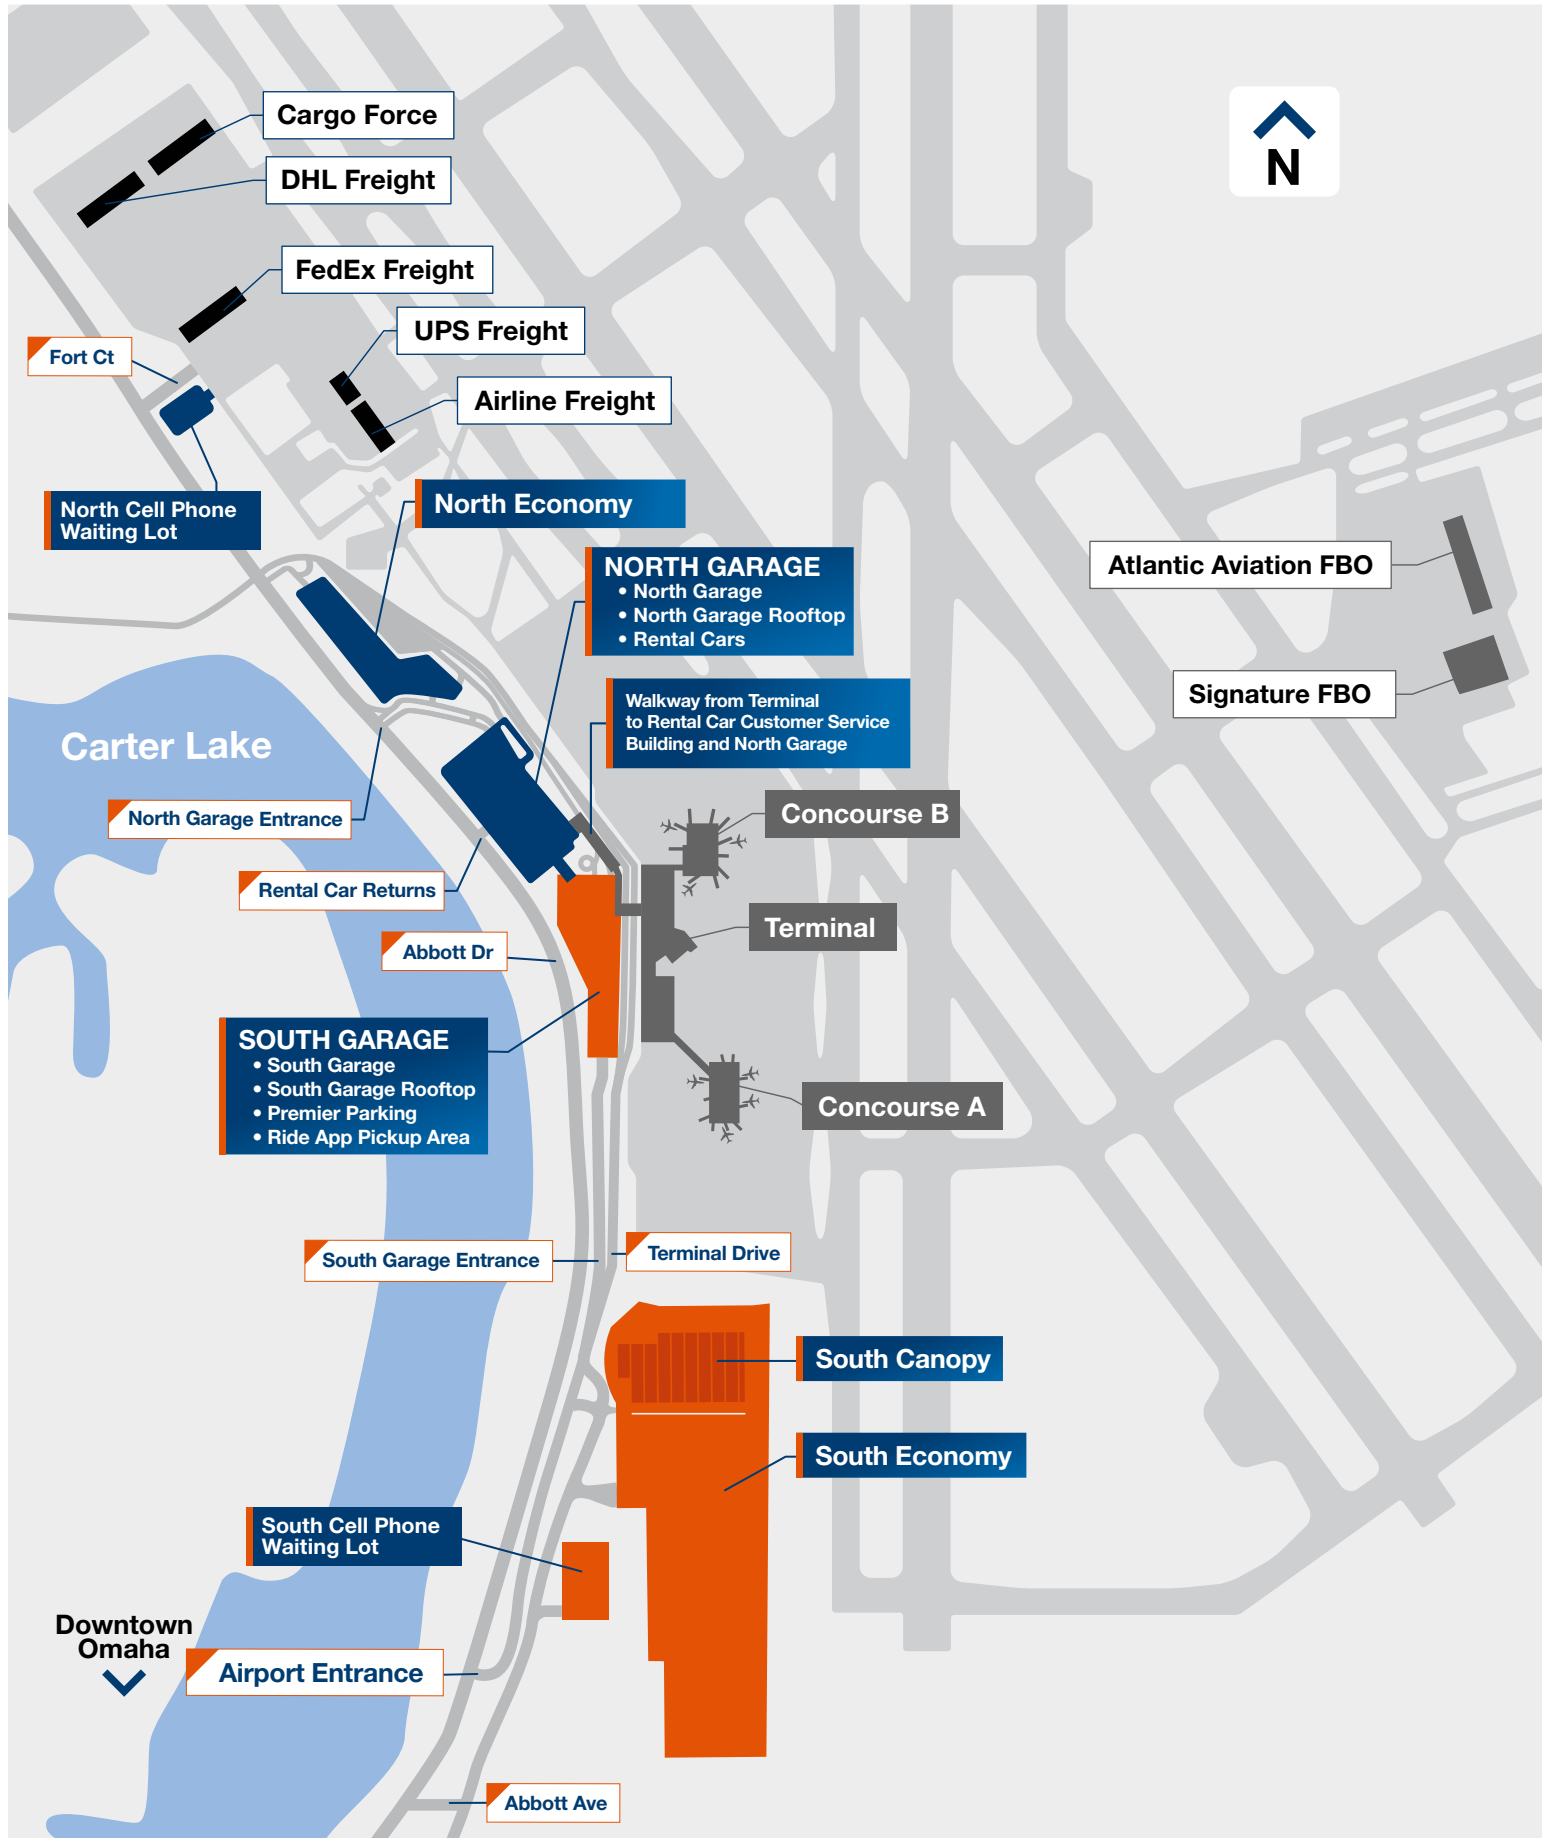 Cargo Force
N
DHL Freight
FedEx Freight
UPS Freight
Fort Ct
Airline Freight
North Economy
North Cell Phone
Waiting Lot
NORTH GARAGE
• North Garage
• North Garage Rooftop
• Rental Cars
Atlantic Aviation FBO
Signature FBO
Walkway from Terminal
to Rental Car Customer Service
Building and North Garage
Carter Lake
North Garage Entrance
Concourse B
Rental Car Returns
Terminal
Abbott Dr
SOUTH GARAGE
• South Garage
• South Garage Rooftop
• Premier Parking
• Ride App Pickup Area
Concourse A
South Garage Entrance
Terminal Drive
South Canopy
South Economy
South Cell Phone
Waiting Lot
Downtown
Omaha
Airport Entrance
Abbott Ave